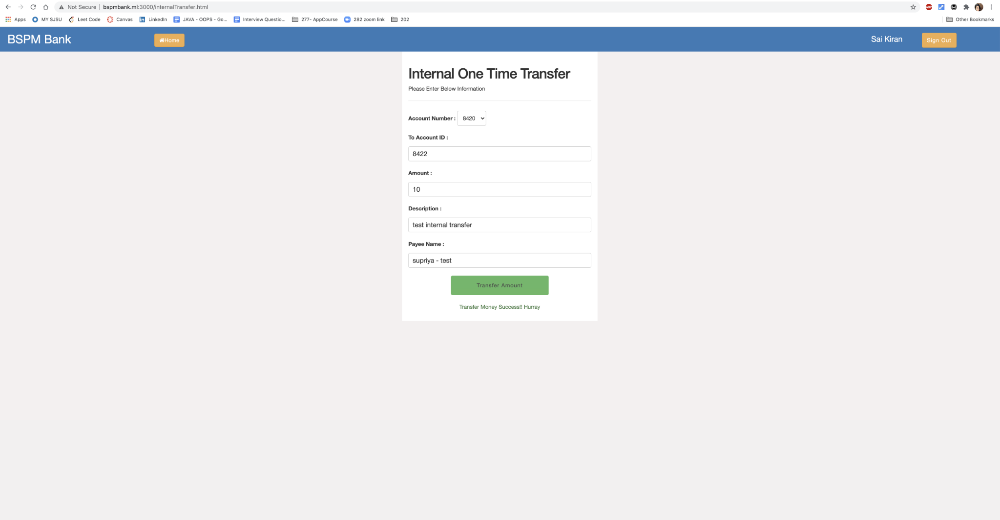 Not Secure bspmbank.ml:3000/internalTransfer.html ABP
Apps MY SJSU Leet Code Canvas LinkedIn JAVA - OOPS - Go... Interview Questio... 277- AppCourse 282 zoom link 202 Other Bookmarks
BSPM Bank Home Sai Kiran Sign Out
Internal One Time Transfer
Please Enter Below Information
Account Number : 8420
To Account ID :
8422
Amount :
10
Description :
test internal transfer
Payee Name :
supriya - test
Transfer Amount
Transfer Money Success!! Hurray